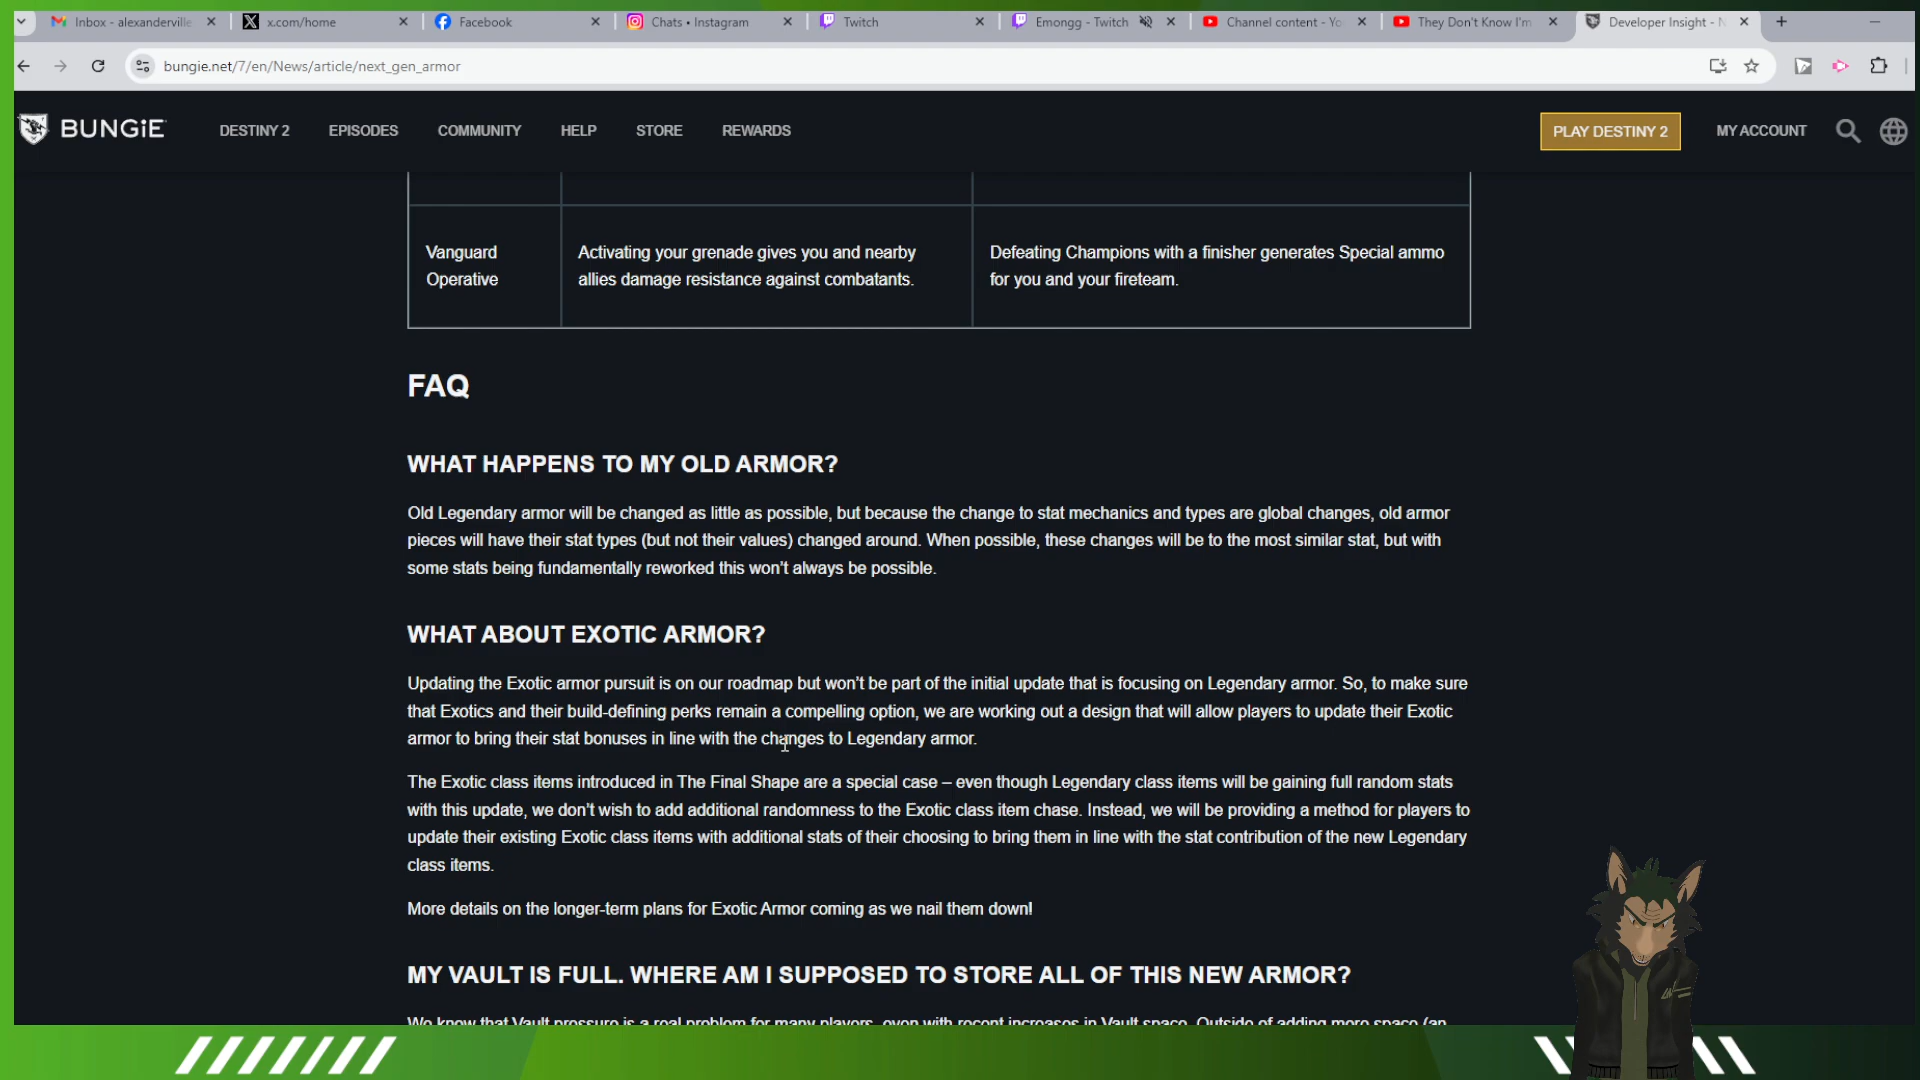 Inbox - alexanderville
x.com/home
Facebook
Chats • Instagram
Twitch
Emongg - Twitch
Channel content - Yo
They Don't Know I'm
Developer Insight - N
bungie.net/7/en/News/article/next_gen_armor
BUNGiE
DESTINY 2
EPISODES
COMMUNITY
HELP
STORE
REWARDS
PLAY DESTINY 2
MY ACCOUNT
Vanguard
Operative
Activating your grenade gives you and nearby
allies damage resistance against combatants.
Defeating Champions with a finisher generates Special ammo
for you and your fireteam.
FAQ
WHAT HAPPENS TO MY OLD ARMOR?
Old Legendary armor will be changed as little as possible, but because the change to stat mechanics and types are global changes, old armor
pieces will have their stat types (but not their values) changed around. When possible, these changes will be to the most similar stat, but with
some stats being fundamentally reworked this won't always be possible.
WHAT ABOUT EXOTIC ARMOR?
Updating the Exotic armor pursuit is on our roadmap but won't be part of the initial update that is focusing on Legendary armor. So, to make sure
that Exotics and their build-defining perks remain a compelling option, we are working out a design that will allow players to update their Exotic
armor to bring their stat bonuses in line with the changes to Legendary armor.
The Exotic class items introduced in The Final Shape are a special case – even though Legendary class items will be gaining full random stats
with this update, we don't wish to add additional randomness to the Exotic class item chase. Instead, we will be providing a method for players to
update their existing Exotic class items with additional stats of their choosing to bring them in line with the stat contribution of the new Legendary
class items.
More details on the longer-term plans for Exotic Armor coming as we nail them down!
MY VAULT IS FULL. WHERE AM I SUPPOSED TO STORE ALL OF THIS NEW ARMOR?
We know that Vault pressure is a real problem for many players, even with recent increases in Vault space. Outside of adding more space (an